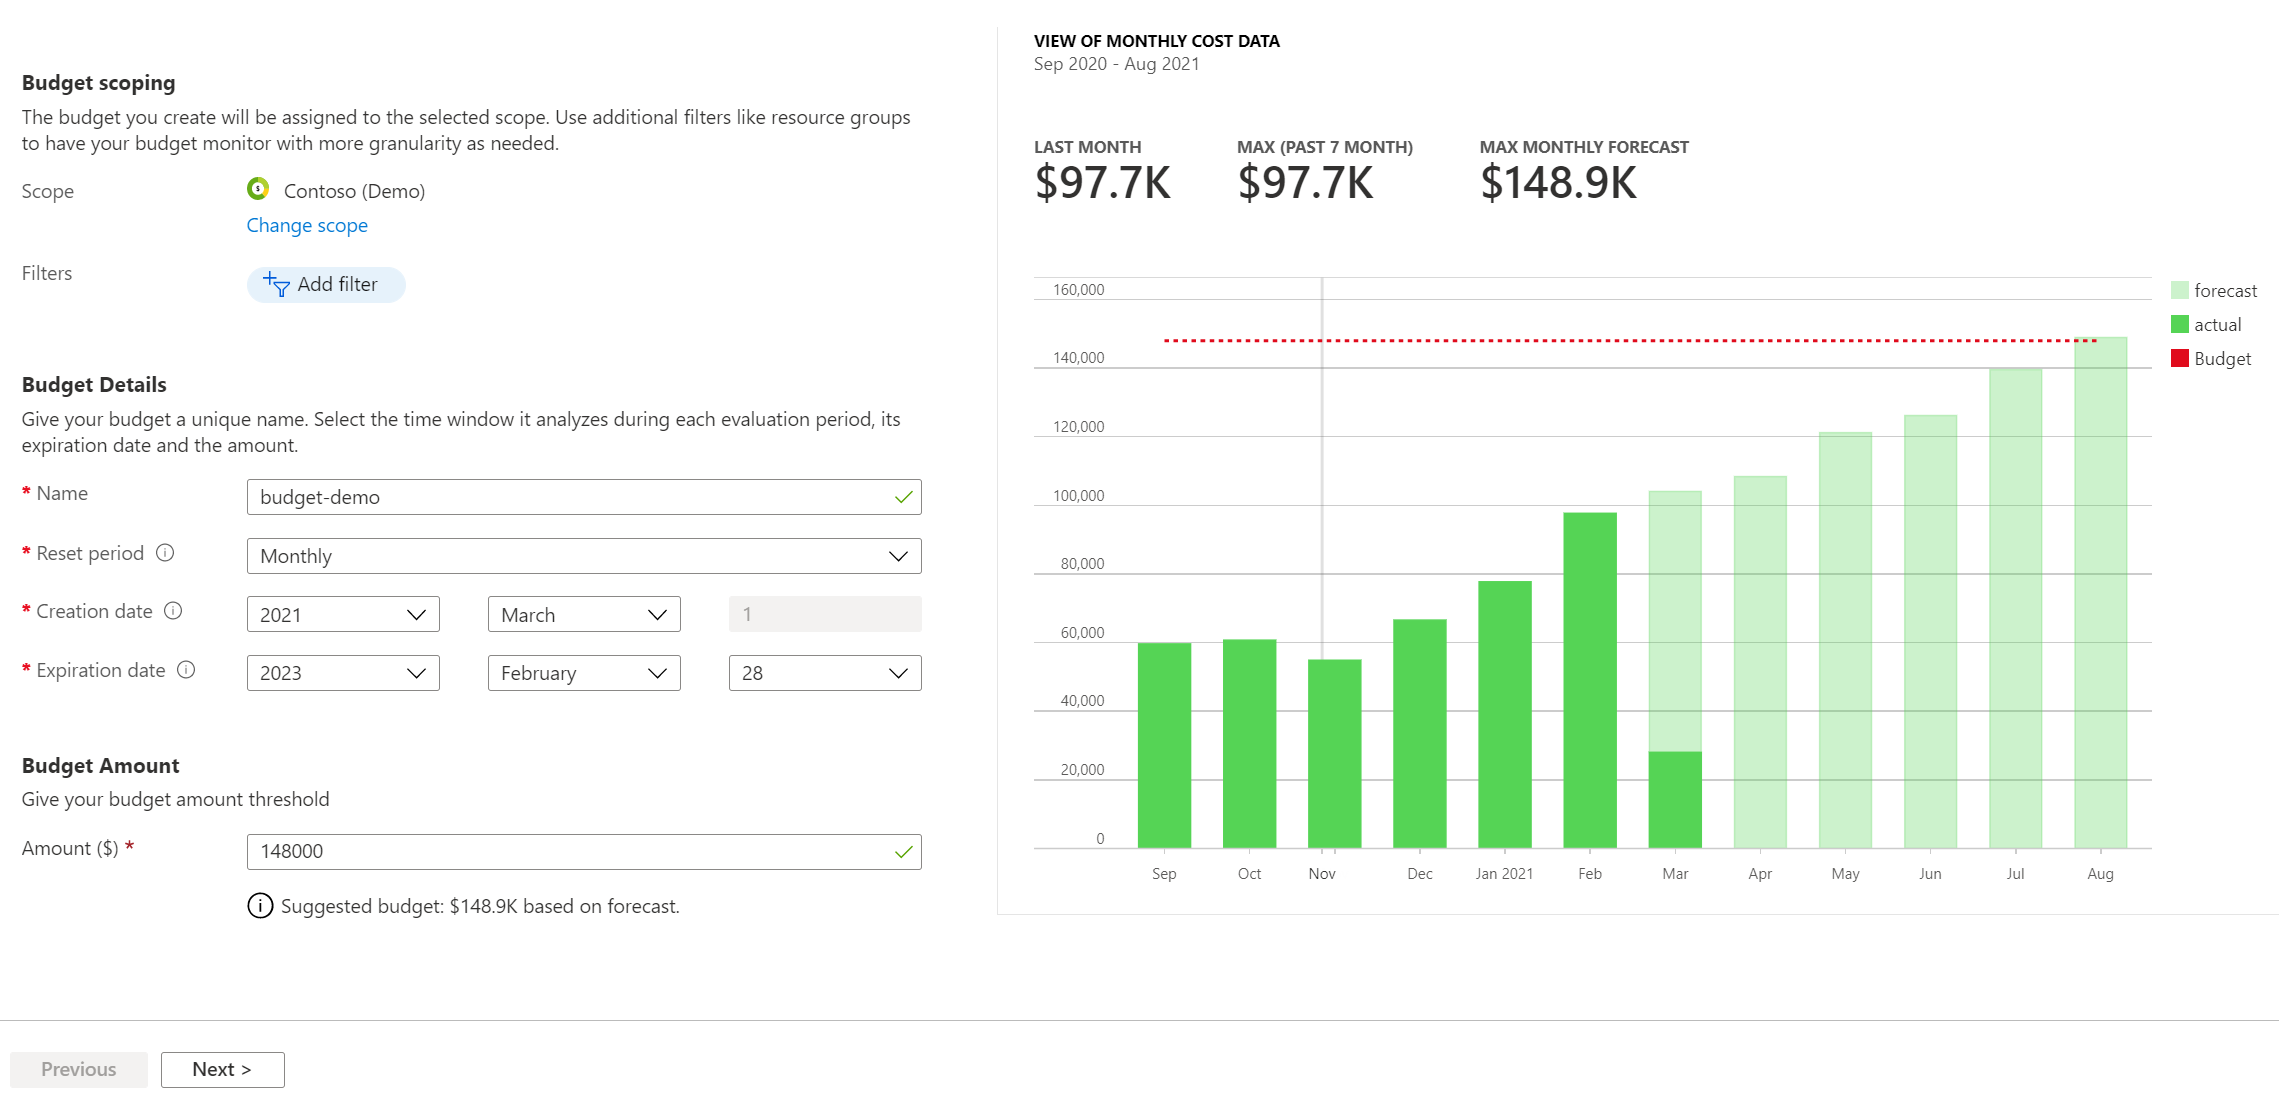 Budget scoping
The budget you create will be assigned to the selected scope. Use additional filters like resource groups
to have your budget monitor with more granularity as needed.
Scope
Contoso (Demo)
Change scope
Filters
Add filter
Budget Details
Give your budget a unique name. Select the time window it analyzes during each evaluation period, its
expiration date and the amount.
* Name
budget-demo
* Reset period
Monthly
* Creation date
2021
March
1
* Expiration date
2023
February
28
Budget Amount
Give your budget amount threshold
Amount ($) *
148000
Suggested budget: $148.9K based on forecast.
Previous
Next >
VIEW OF MONTHLY COST DATA
Sep 2020 - Aug 2021
LAST MONTH
$97.7K
MAX (PAST 7 MONTH)
$97.7K
MAX MONTHLY FORECAST
$148.9K
160,000
140,000
120,000
100,000
80,000
60,000
40,000
20,000
0
Sep
Oct
Nov
Dec
Jan 2021
Feb
Mar
Apr
May
Jun
Jul
Aug
forecast
actual
Budget